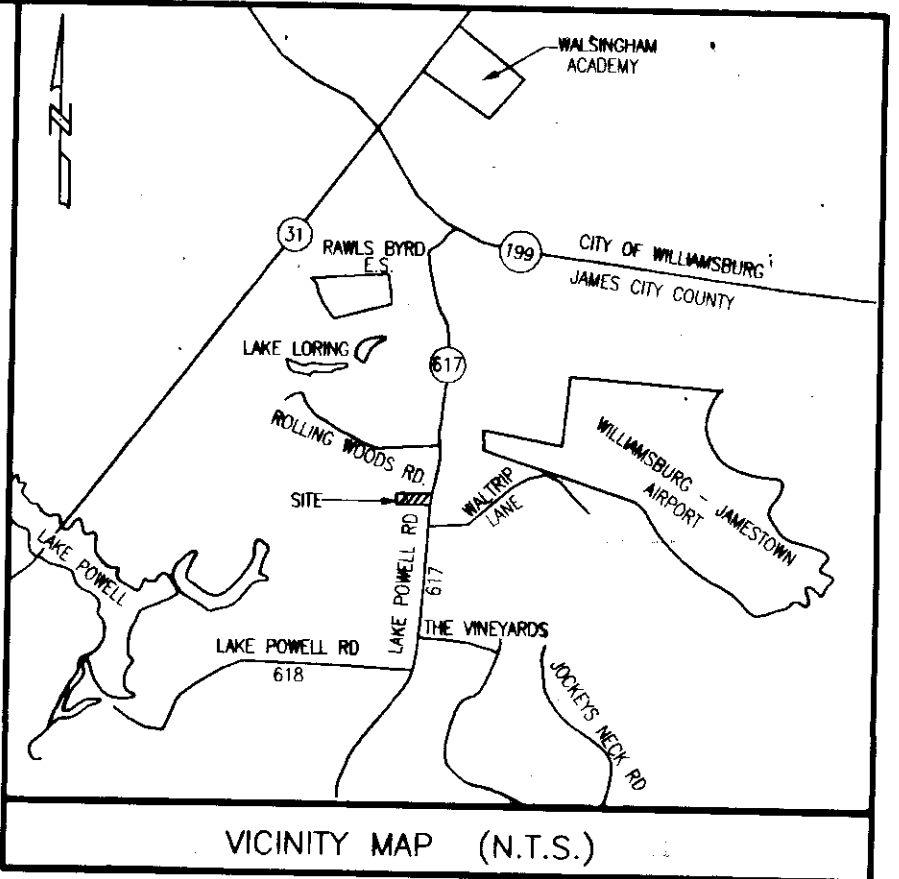 N
WALSINGHAM
ACADEMY
31
RAWLS BYRD
E.S.
199
CITY OF WILLIAMSBURG
JAMES CITY COUNTY
LAKE LORING
617
ROLLING WOODS RD.
WILLIAMSBURG - JAMESTOWN
AIRPORT
SITE
WALTRIP
LANE
LAKE POWELL
LAKE POWELL RD
617
THE VINEYARDS
LAKE POWELL RD
618
JOCKEYS NECK RD
VICINITY MAP (N.T.S.)